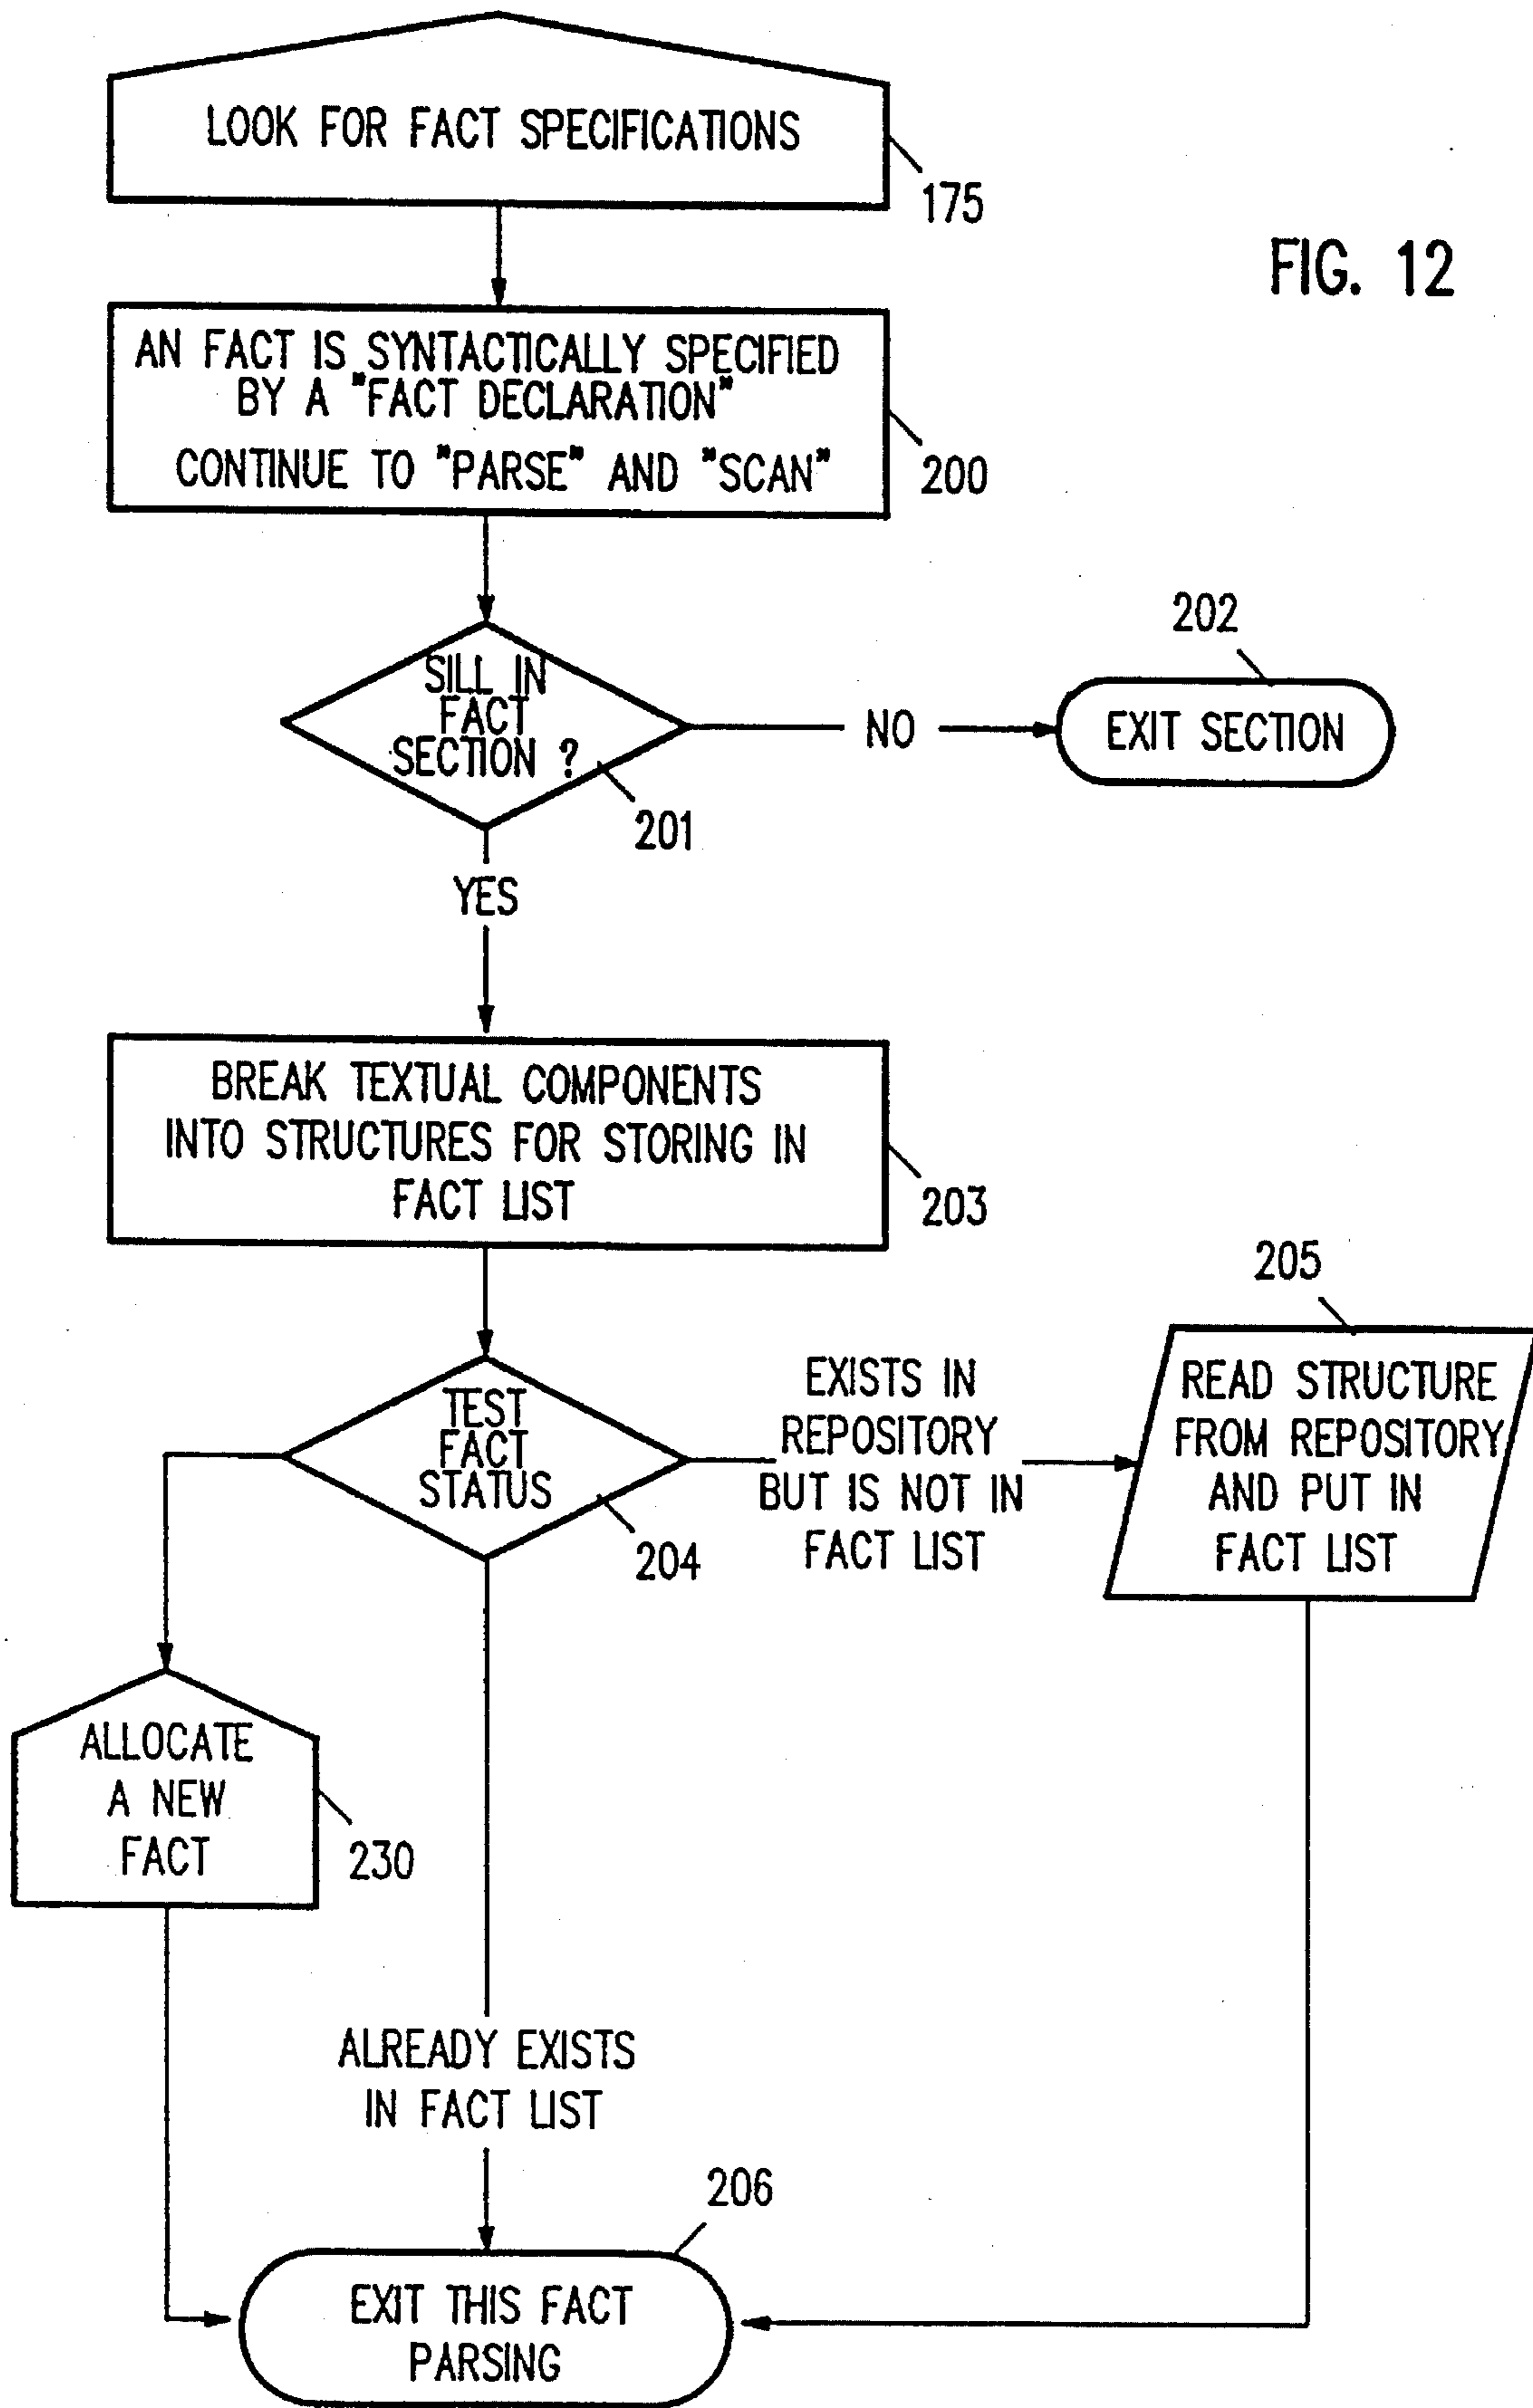 LOOK FOR FACT SPECIFICATIONS
175
FIG. 12
AN FACT IS SYNTACTICALLY SPECIFIED
BY A "FACT DECLARATION"
CONTINUE TO "PARSE" AND "SCAN"
200
SILL IN
FACT
SECTION ?
201
NO
202
EXIT SECTION
YES
BREAK TEXTUAL COMPONENTS
INTO STRUCTURES FOR STORING IN
FACT LIST
203
TEST
FACT
STATUS
204
EXISTS IN
REPOSITORY
BUT IS NOT IN
FACT LIST
205
READ STRUCTURE
FROM REPOSITORY
AND PUT IN
FACT LIST
ALLOCATE
A NEW
FACT
230
ALREADY EXISTS
IN FACT LIST
206
EXIT THIS FACT
PARSING